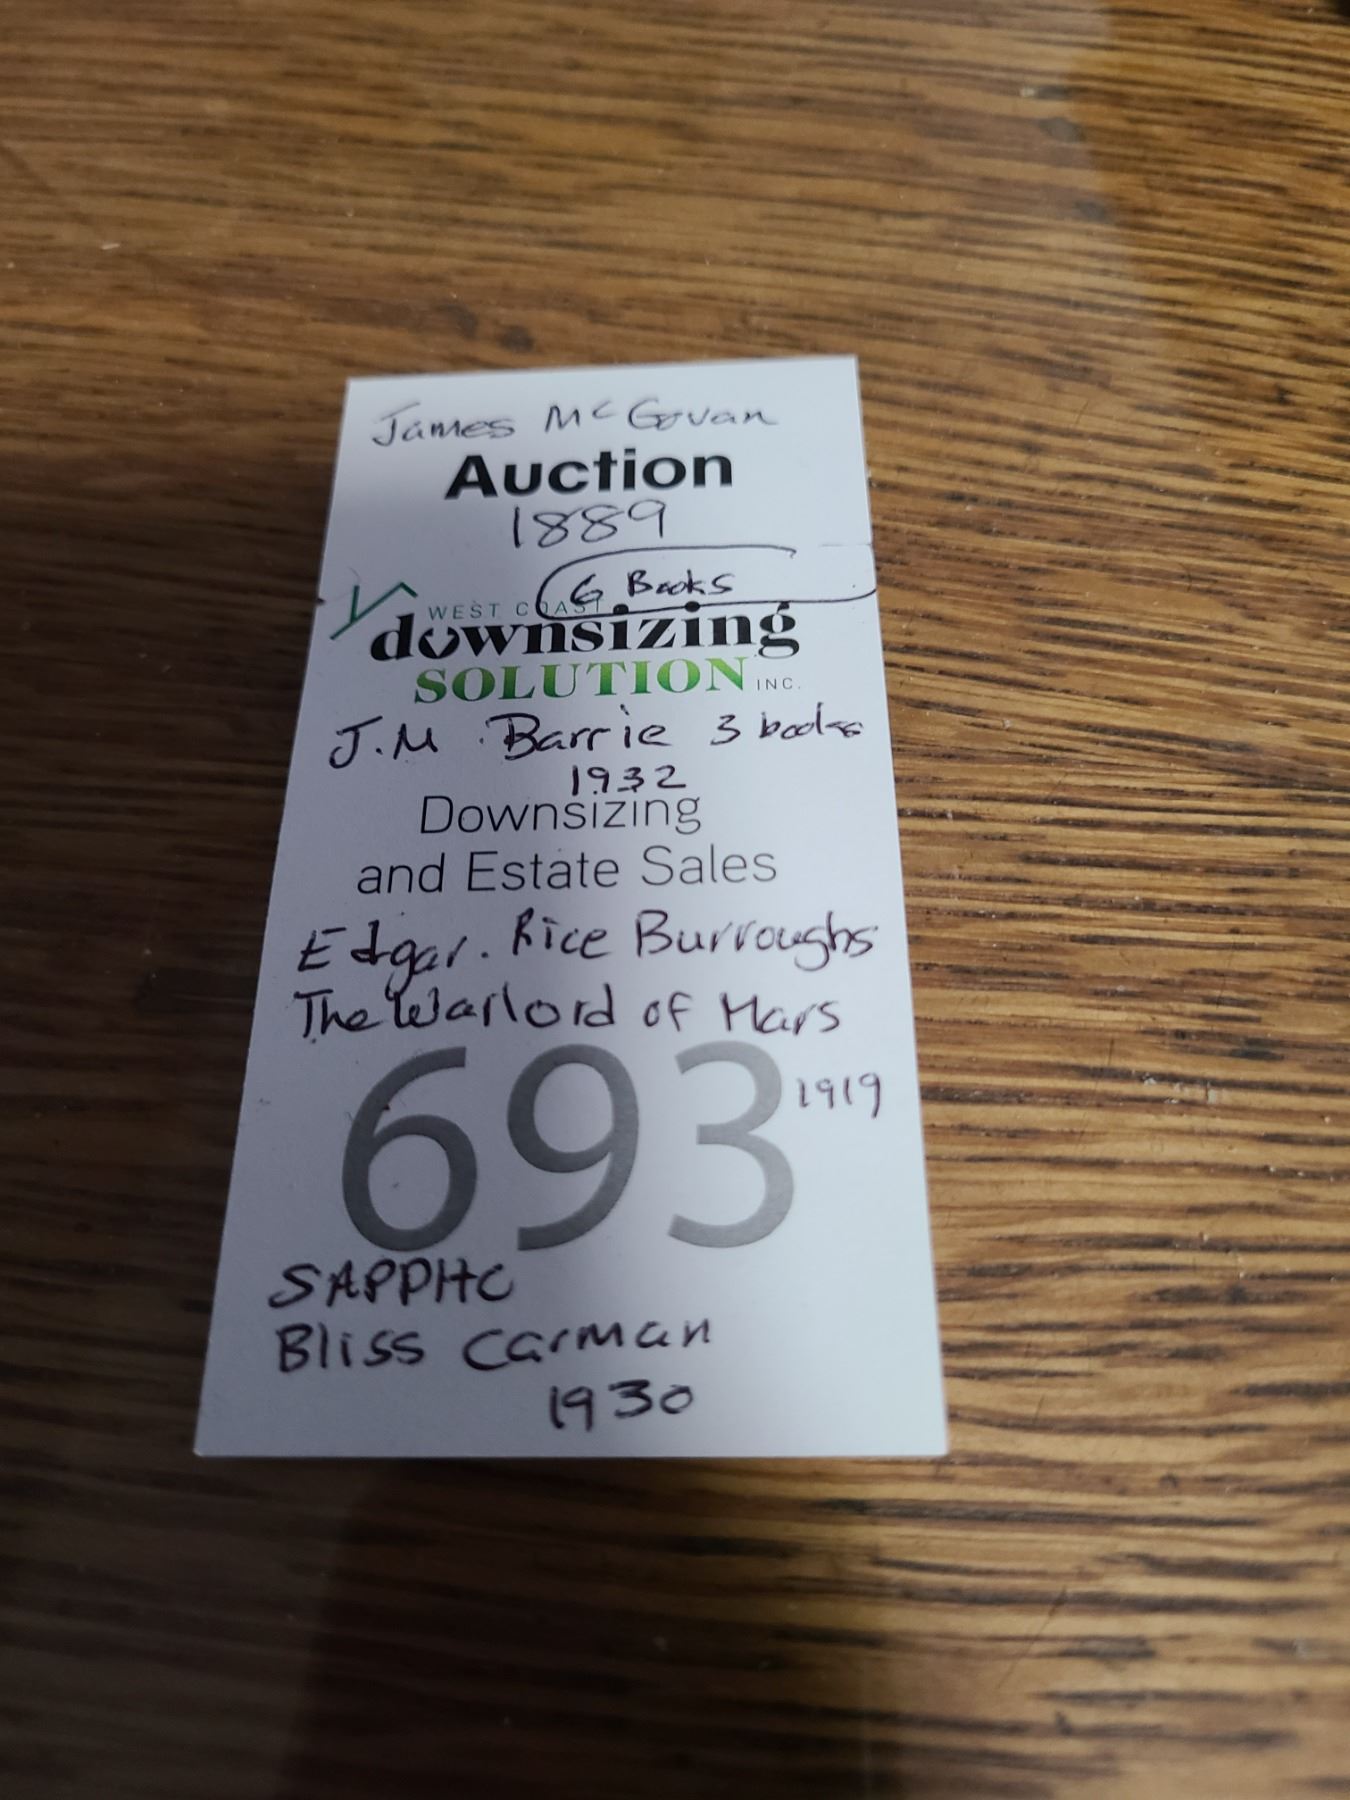 James McGovan
Auction
1889
6 Books
WEST COAST
downsizing
SOLUTION INC.
J.M. Barrie 3 books
1932
Downsizing
and Estate Sales
Edgar. Rice Burroughs
The Warlord of Mars
1919
693
SAPPHO
Bliss Carman
1930